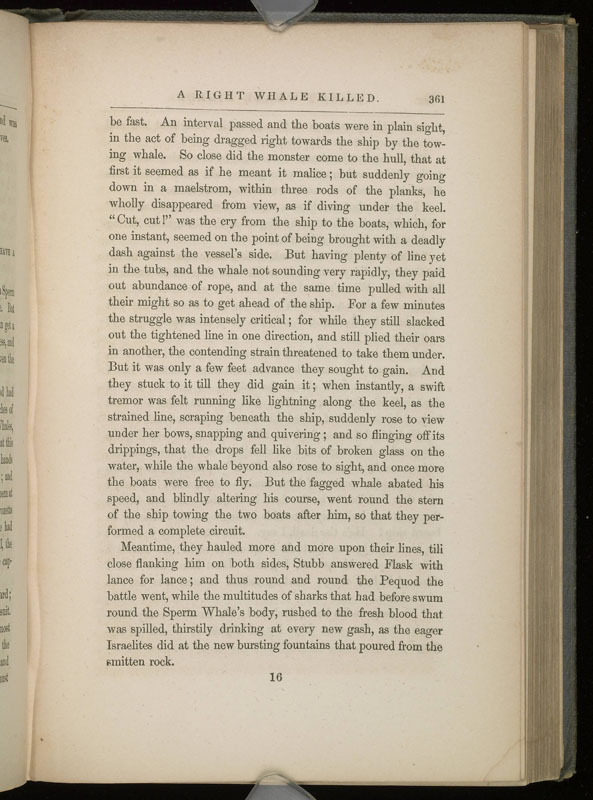 A RIGHT WHALE KILLED. 361
be fast. An interval passed and the boats were in plain sight,
in the act of being dragged right towards the ship by the tow-
ing whale. So close did the monster come to the hull, that at
first it seemed as if he meant it malice; but suddenly going
down in a maelstrom, within three rods of the planks, he
wholly disappeared from view, as if diving under the keel.
“Cut, cut!” was the cry from the ship to the boats, which, for
one instant, seemed on the point of being brought with a deadly
dash against the vessel's side. But having plenty of line yet
in the tubs, and the whale not sounding very rapidly, they paid
out abundance of rope, and at the same time pulled with all
their might so as to get ahead of the ship. For a few minutes
the struggle was intensely critical; for while they still slacked
out the tightened line in one direction, and still plied their oars
in another, the contending strain threatened to take them under.
But it was only a few feet advance they sought to gain. And
they stuck to it till they did gain it; when instantly, a swift
tremor was felt running like lightning along the keel, as the
strained line, scraping beneath the ship, suddenly rose to view
under her bows, snapping and quivering; and so flinging off its
drippings, that the drops fell like bits of broken glass on the
water, while the whale beyond also rose to sight, and once more
the boats were free to fly. But the fagged whale abated his
speed, and blindly altering his course, went round the stern
of the ship towing the two boats after him, so that they per-
formed a complete circuit.
Meantime, they hauled more and more upon their lines, till
close flanking him on both sides, Stubb answered Flask with
lance for lance; and thus round and round the Pequod the
battle went, while the multitudes of sharks that had before swum
round the Sperm Whale's body, rushed to the fresh blood that
was spilled, thirstily drinking at every new gash, as the eager
Israelites did at the new bursting fountains that poured from the
smitten rock.
16